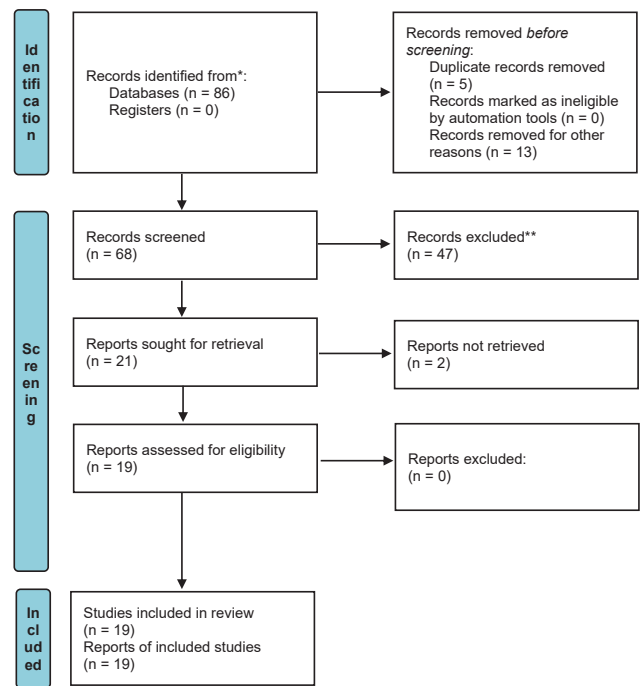 Id
en
tifi
ca
tio
n
Records identified from*:
Databases (n = 86)
Registers (n = 0)
Records removed before
screening:
Duplicate records removed
(n = 5)
Records marked as ineligible
by automation tools (n = 0)
Records removed for other
reasons (n = 13)
Sc
re
en
in
g
Records screened
(n = 68)
Records excluded**
(n = 47)
Reports sought for retrieval
(n = 21)
Reports not retrieved
(n = 2)
Reports assessed for eligibility
(n = 19)
Reports excluded:
(n = 0)
In
cl
ud
ed
Studies included in review
(n = 19)
Reports of included studies
(n = 19)